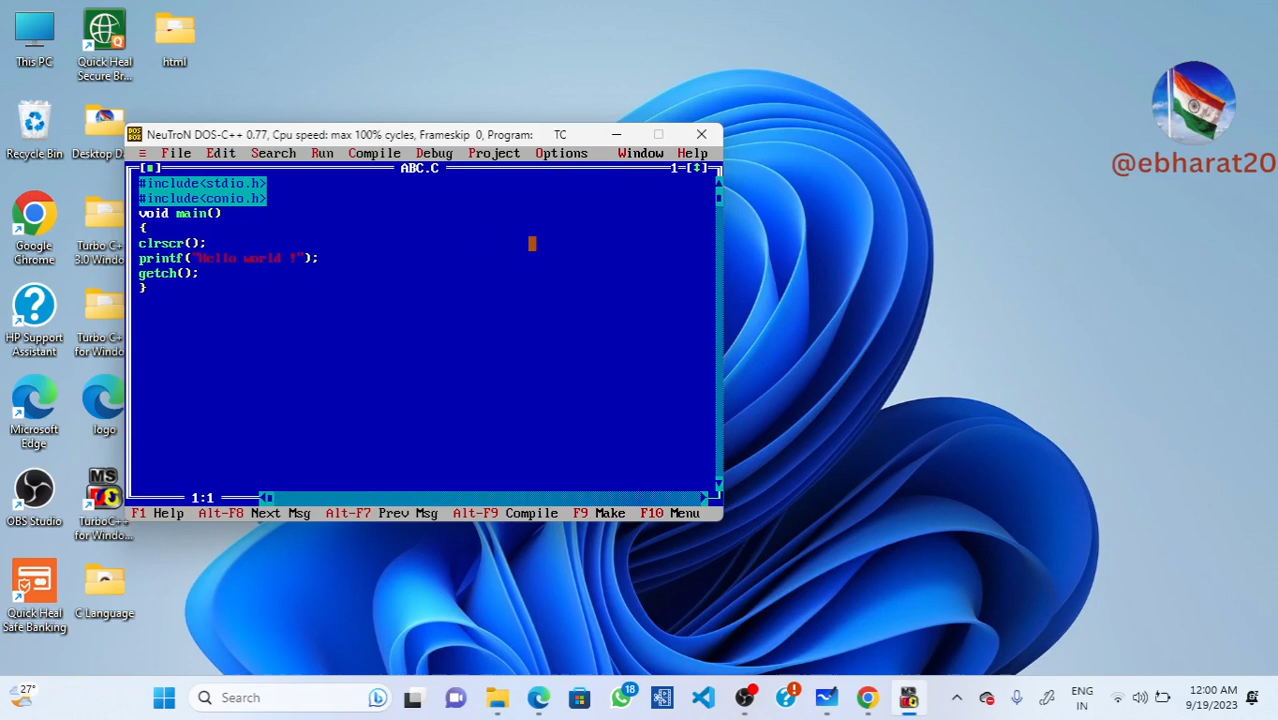 This PC
Quick Heal
Secure Br...
html
Recycle Bin
Desktop D
Google
Chrome
Turbo C+
3.0 Windo
HP Support
Assistant
Turbo C
for Windo
Microsoft
Edge
logo
OBS Studio
MS
TurboC++
for Windo...
Quick Heal
Safe Banking
C Language
@ebharat20
DOS
BOX
NeuTroN DOS-C++ 0.77, Cpu speed: max 100% cycles, Frameskip 0, Program: TC
≡ File Edit Search Run Compile Debug Project Options Window Help
ABC.C
1=[↕]
#include<stdio.h>
#include<conio.h>
void main()
{
clrscr();
printf("Hello world !");
getch();
}
1:1
F1 Help Alt-F8 Next Msg Alt-F7 Prev Msg Alt-F9 Compile F9 Make F10 Menu
27°
Search
18
ENG
IN
12:00 AM
9/19/2023